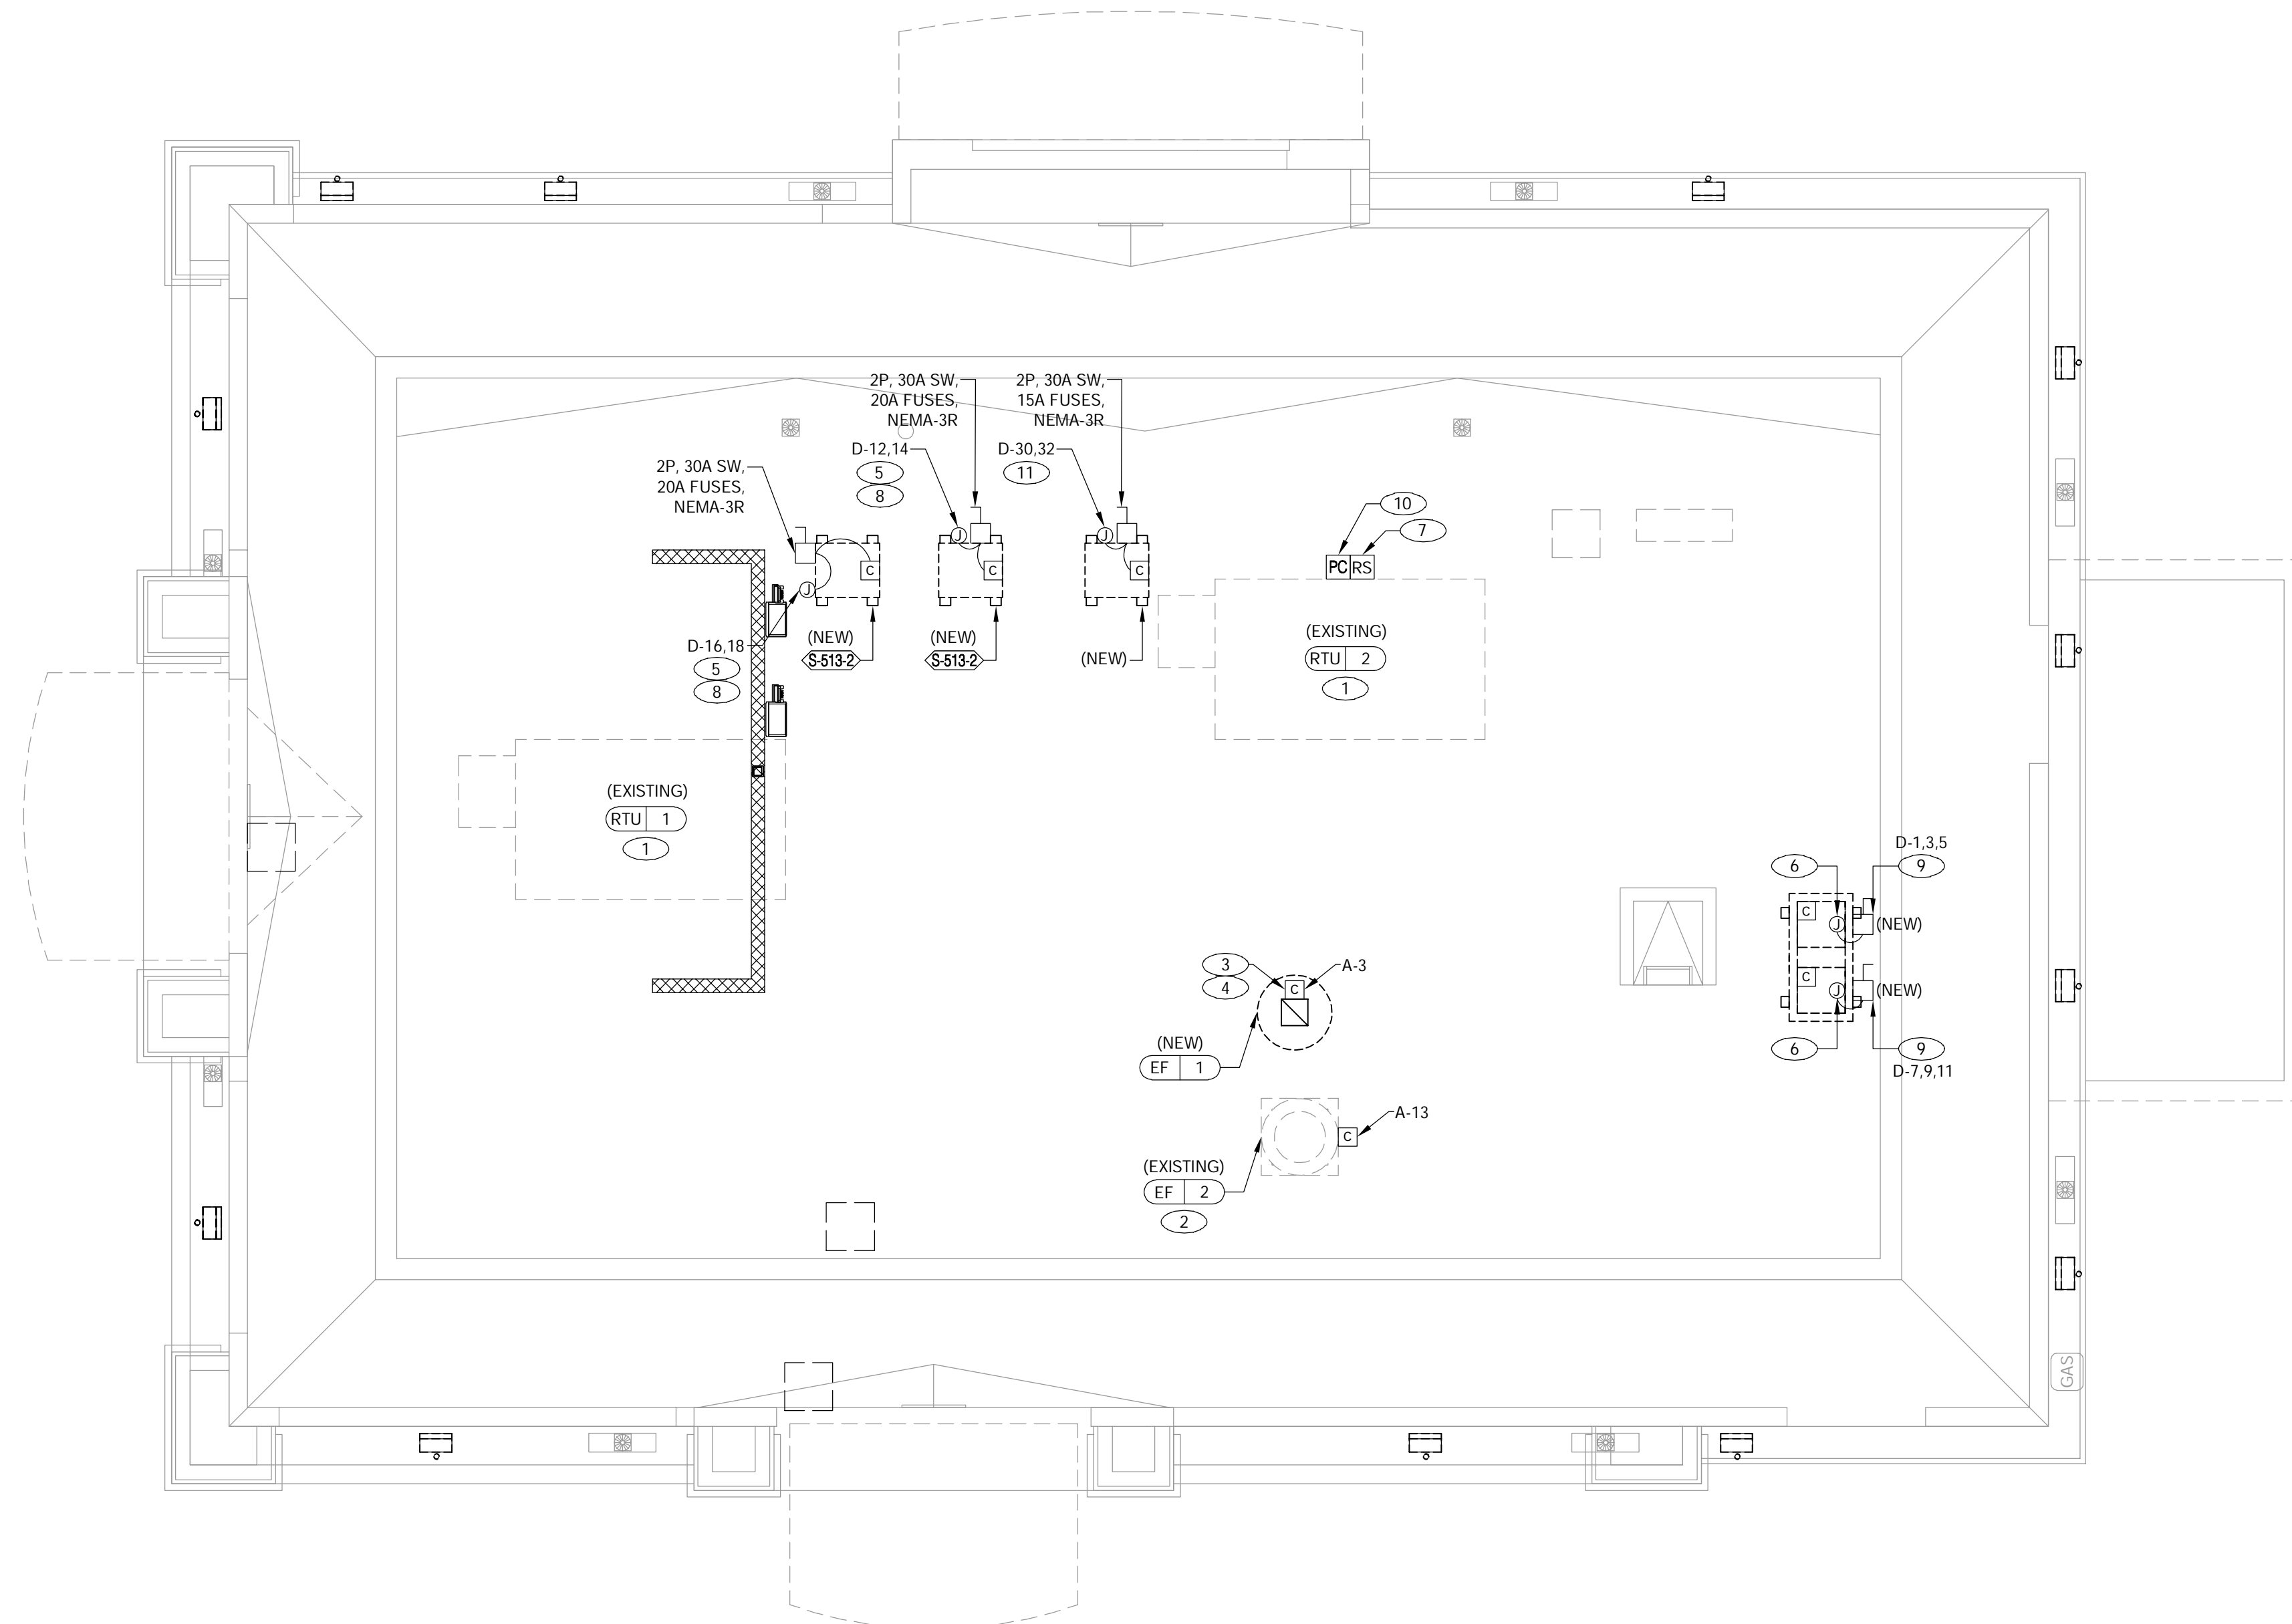 2P, 30A SW,
20A FUSES,
NEMA-3R
2P, 30A SW,
15A FUSES,
NEMA-3R
D-12,14
5
8
D-30,32
11
2P, 30A SW,
20A FUSES,
NEMA-3R
10
7
J
J
PC RS
C
C
C
J
(NEW)
S-513-2
(NEW)
S-513-2
(NEW)
D-16,18
5
8
(EXISTING)
RTU 2
1
(EXISTING)
RTU 1
1
D-1,3,5
6
9
C
J
(NEW)
3
4
A-3
C
C
J
(NEW)
(NEW)
EF 1
6
9
D-7,9,11
A-13
C
(EXISTING)
EF 2
2
GAS